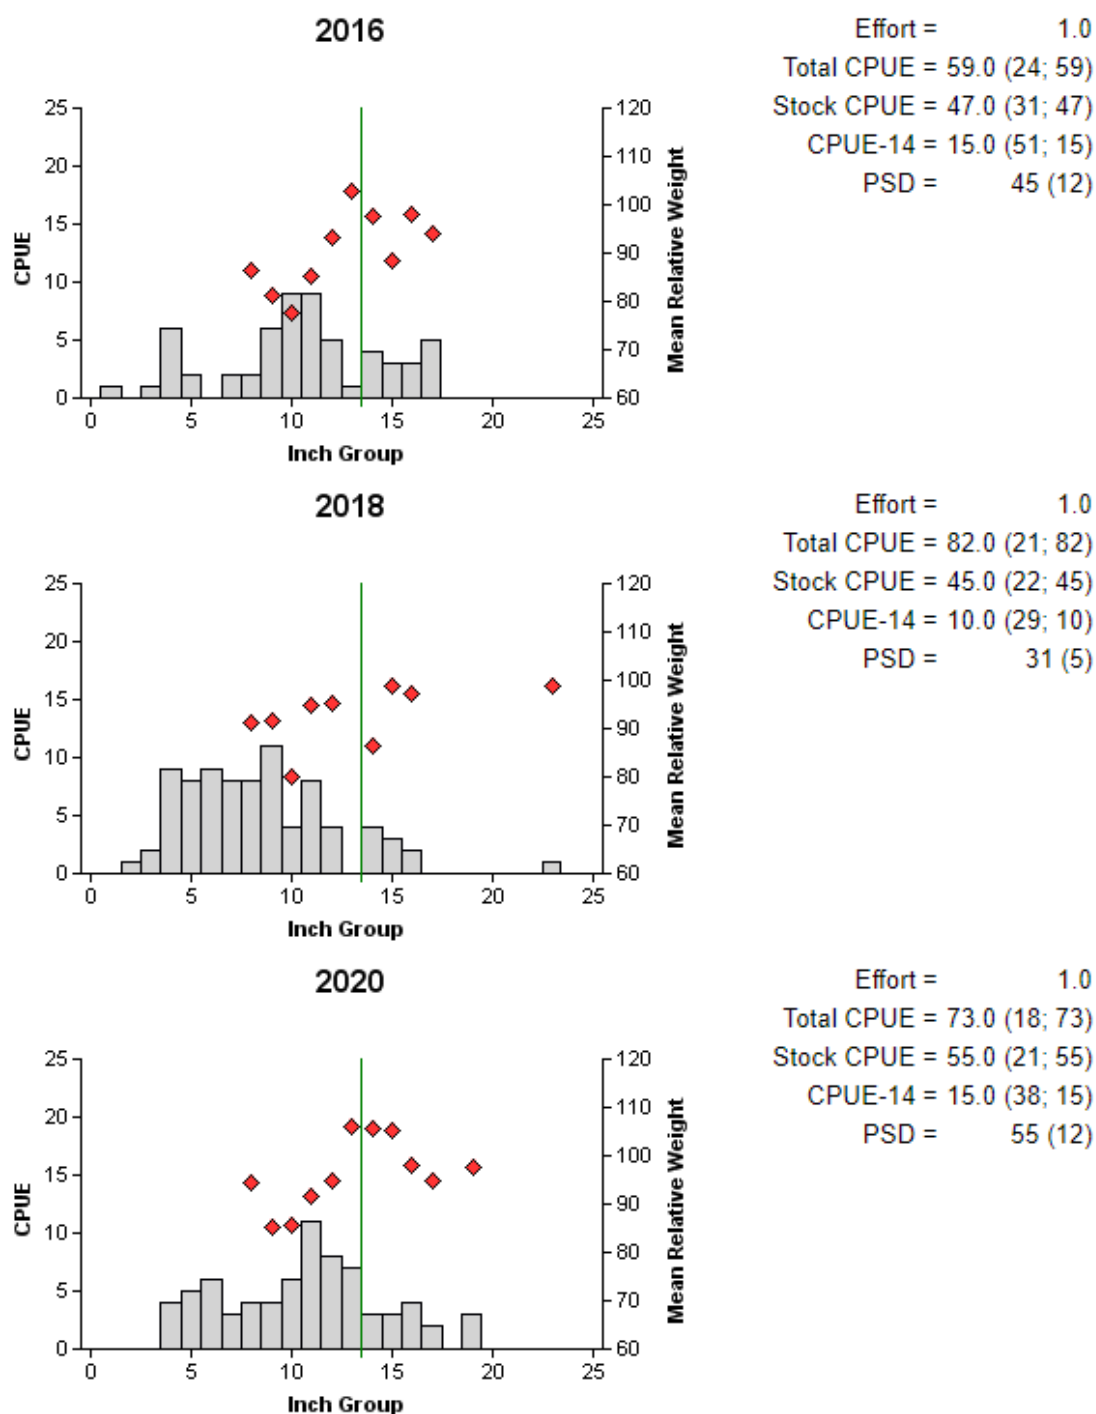 2016
Effort = 1.0
Total CPUE = 59.0 (24; 59)
Stock CPUE = 47.0 (31; 47)
CPUE-14 = 15.0 (51; 15)
PSD = 45 (12)
25
20
15
10
5
0
CPUE
120
110
100
90
80
70
60
Mean Relative Weight
0 5 10 15 20 25
Inch Group
2018
Effort = 1.0
Total CPUE = 82.0 (21; 82)
Stock CPUE = 45.0 (22; 45)
CPUE-14 = 10.0 (29; 10)
PSD = 31 (5)
25
20
15
10
5
0
CPUE
120
110
100
90
80
70
60
Mean Relative Weight
0 5 10 15 20 25
Inch Group
2020
Effort = 1.0
Total CPUE = 73.0 (18; 73)
Stock CPUE = 55.0 (21; 55)
CPUE-14 = 15.0 (38; 15)
PSD = 55 (12)
25
20
15
10
5
0
CPUE
120
110
100
90
80
70
60
Mean Relative Weight
0 5 10 15 20 25
Inch Group